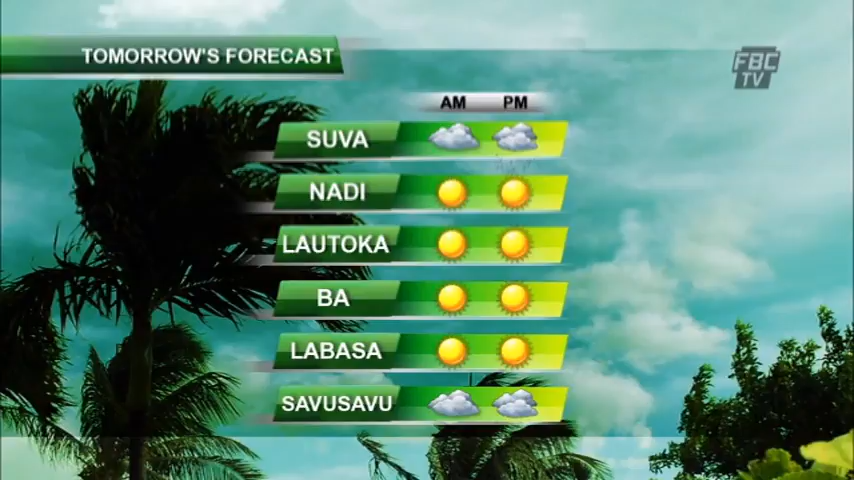 TOMORROW'S FORECAST
FBC
TV
AM PM
SUVA
NADI
LAUTOKA
BA
LABASA
SAVUSAVU